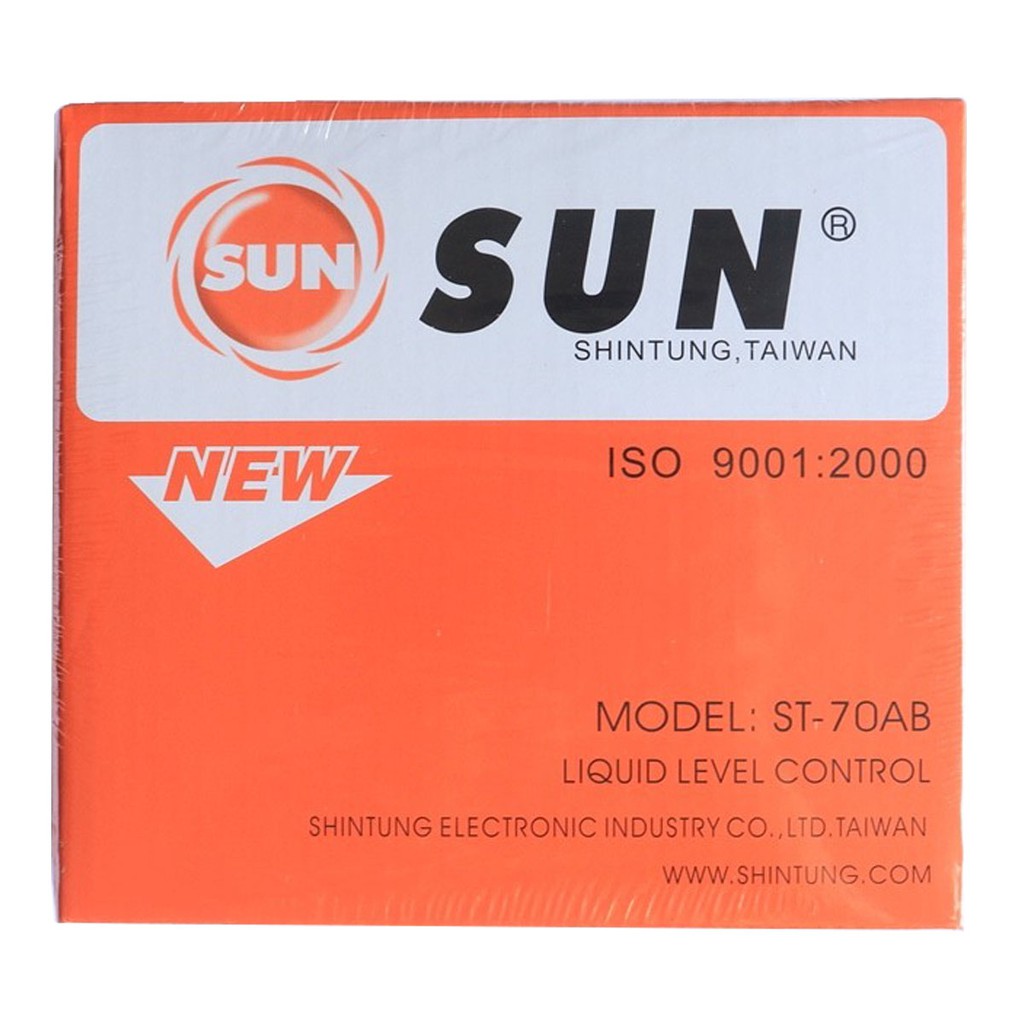 SUN
SUN®
SHINTUNG,TAIWAN
NEW
ISO 9001:2000
MODEL: ST-70AB
LIQUID LEVEL CONTROL
SHINTUNG ELECTRONIC INDUSTRY CO.,LTD.TAIWAN
WWW.SHINTUNG.COM